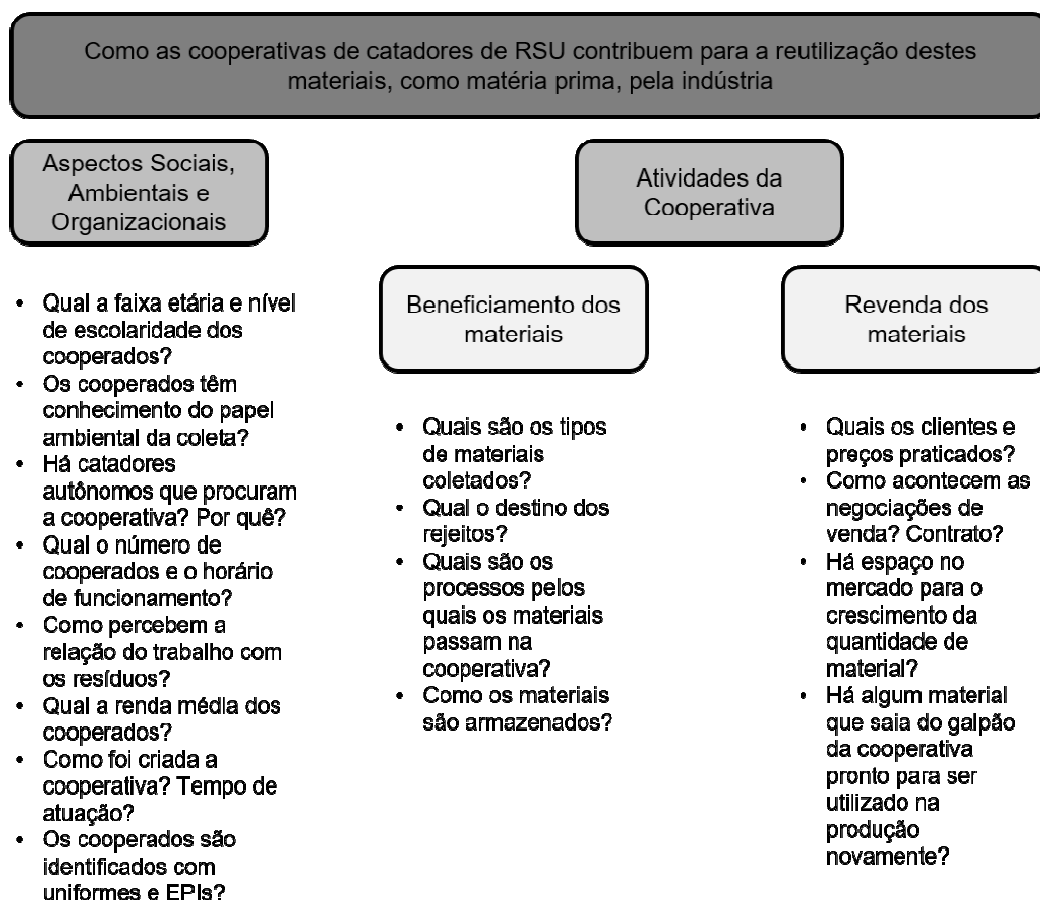 Como as cooperativas de catadores de RSU contribuem para a reutilização destes
materiais, como matéria prima, pela indústria
Aspectos Sociais,
Ambientais e
Organizacionais
• Qual a faixa etária e nível
de escolaridade dos
cooperados?
• Os cooperados têm
conhecimento do papel
ambiental da coleta?
• Há catadores
autônomos que procuram
a cooperativa? Por quê?
• Qual o número de
cooperados e o horário
de funcionamento?
• Como percebem a
relação do trabalho com
os resíduos?
• Qual a renda média dos
cooperados?
• Como foi criada a
cooperativa? Tempo de
atuação?
• Os cooperados são
identificados com
uniformes e EPIs?
Atividades da
Cooperativa
Beneficiamento dos
materiais
• Quais são os tipos
de materiais
coletados?
• Qual o destino dos
rejeitos?
• Quais são os
processos pelos
quais os materiais
passam na
cooperativa?
• Como os materiais
são armazenados?
Revenda dos
materiais
• Quais os clientes e
preços praticados?
• Como acontecem as
negociações de
venda? Contrato?
• Há espaço no
mercado para o
crescimento da
quantidade de
material?
• Há algum material
que saia do galpão
da cooperativa
pronto para ser
utilizado na
produção
novamente?